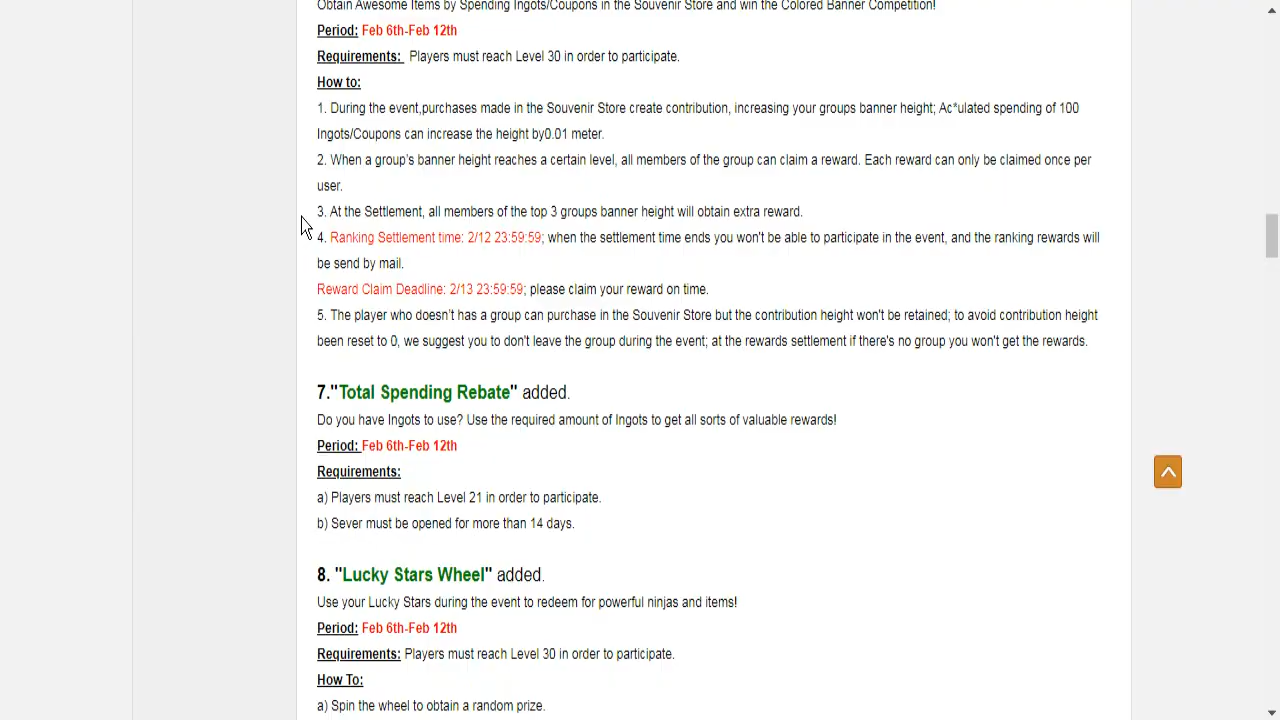 Obtain Awesome Items by Spending Ingots/Coupons in the Souvenir Store and win the Colored Banner Competition!
Period: Feb 6th-Feb 12th
Requirements:  Players must reach Level 30 in order to participate.
How to:
1. During the event,purchases made in the Souvenir Store create contribution, increasing your groups banner height; Ac*ulated spending of 100
Ingots/Coupons can increase the height by0.01 meter.
2. When a group's banner height reaches a certain level, all members of the group can claim a reward. Each reward can only be claimed once per
user.
3. At the Settlement, all members of the top 3 groups banner height will obtain extra reward.
4. Ranking Settlement time: 2/12 23:59:59; when the settlement time ends you won't be able to participate in the event, and the ranking rewards will
be send by mail.
Reward Claim Deadline: 2/13 23:59:59; please claim your reward on time.
5. The player who doesn't has a group can purchase in the Souvenir Store but the contribution height won't be retained; to avoid contribution height
been reset to 0, we suggest you to don't leave the group during the event; at the rewards settlement if there's no group you won't get the rewards.
7."Total Spending Rebate" added.
Do you have Ingots to use? Use the required amount of Ingots to get all sorts of valuable rewards!
Period: Feb 6th-Feb 12th
Requirements:
a) Players must reach Level 21 in order to participate.
b) Sever must be opened for more than 14 days.
8. "Lucky Stars Wheel" added.
Use your Lucky Stars during the event to redeem for powerful ninjas and items!
Period: Feb 6th-Feb 12th
Requirements: Players must reach Level 30 in order to participate.
How To:
a) Spin the wheel to obtain a random prize.